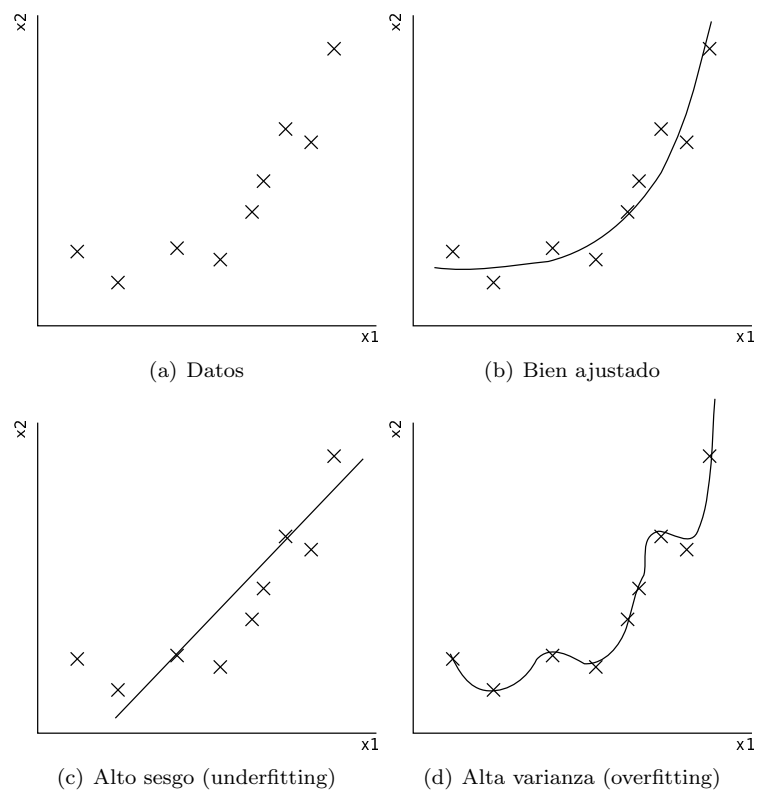 x2
x1
(a) Datos
x2
x1
(b) Bien ajustado
x2
x1
(c) Alto sesgo (underfitting)
x2
x1
(d) Alta varianza (overfitting)